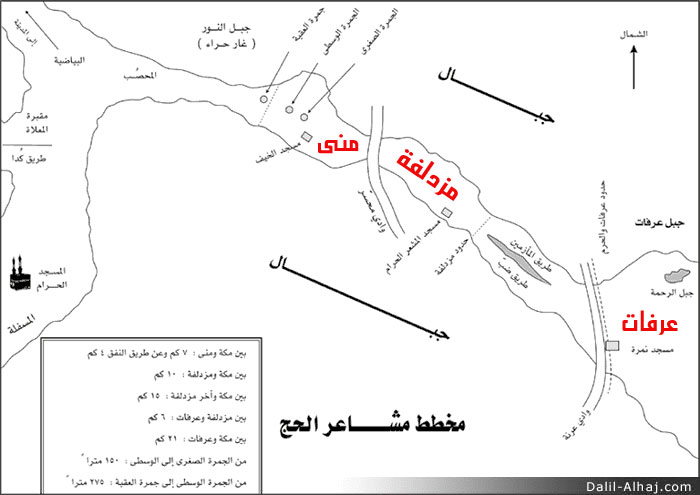 الشمال
جبل النور
( غار حراء )
جمرة العقبة
الجمرة الوسطى
الجمرة الصغرى
إلى المدينة
البياضية
المحصّب
مقبرة
المعلاة
طريق كُدا
المسجد
الحرام
المسفلة
جبـــــال
منى
مسجد الخيف
وادي محسّر
مزدلفة
مسجد المشعر الحرام
حدود مزدلفة
طريق المأزمين
طريق ضبّ
حدود عرفات والحرم
جبل عرفات
جبل الرحمة
عرفات
مسجد نمرة
وادي عرنة
جبـــــال
بين مكة ومنى : ٧ كم وعن طريق النفق ٤ كم
بين مكة ومزدلفة : ١٠ كم
بين مكة وآخر مزدلفة : ١٥ كم
بين مزدلفة وعرفات : ٦ كم
بين مكة وعرفات : ٢١ كم
من الجمرة الصغرى إلى الوسطى : ١٥٠ متراً
من الجمرة الوسطى إلى جمرة العقبة : ٢٧٥ متراً
مخطط مشـــاعر الحج
Dalil-Alhaj.com